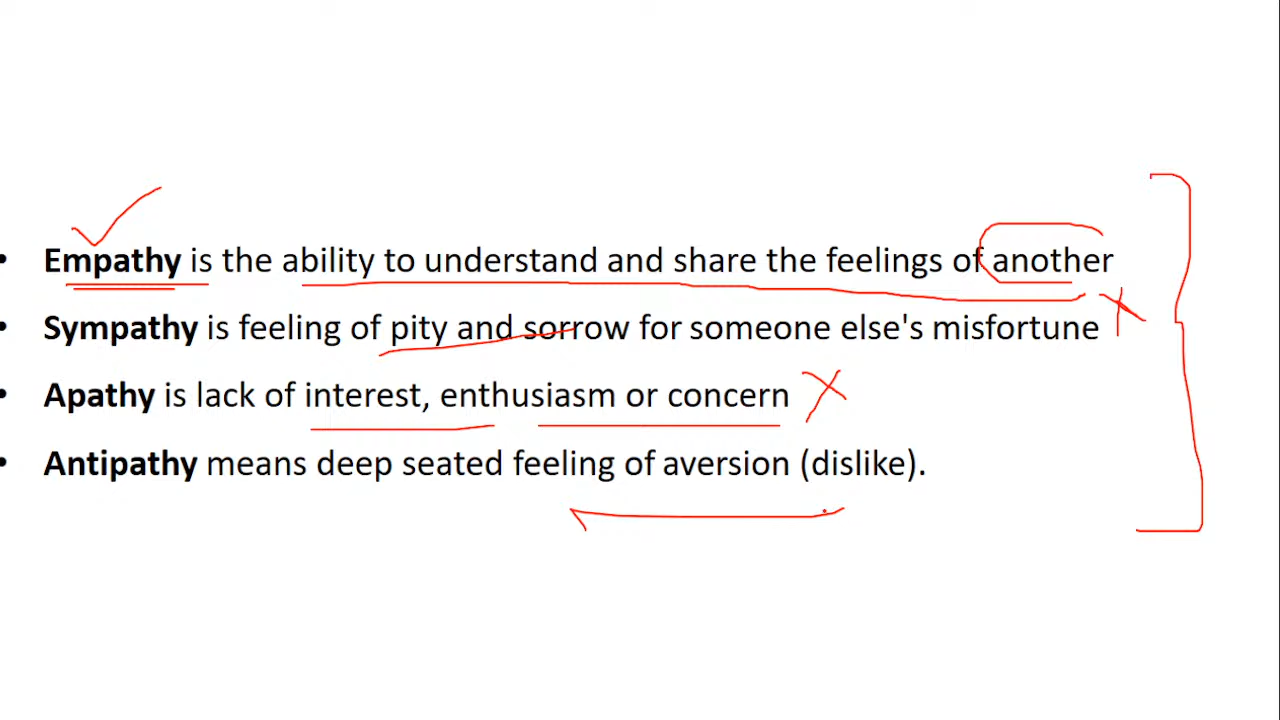 • Empathy is the ability to understand and share the feelings of another
• Sympathy is feeling of pity and sorrow for someone else's misfortune
• Apathy is lack of interest, enthusiasm or concern
• Antipathy means deep seated feeling of aversion (dislike).